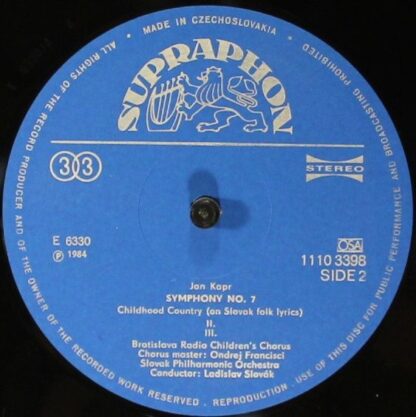 MADE IN CZECHOSLOVAKIA
ALL RIGHTS OF THE RECORD PRODUCER AND OF THE OWNER OF THE RECORDED WORK RESERVED . REPRODUCTION . USE OF THIS DISC FOR PUBLIC PERFORMANCE AND BROADCASTING PROHIBITED
SUPRAPHON
33
STEREO
E 6330
℗ 1984
OSA
1110 3398
SIDE 2
Jan Kapr
SYMPHONY NO. 7
Childhood Country (on Slovak folk lyrics)
II.
III.
Bratislava Radio Children's Chorus
Chorus master: Ondrej Francisci
Slovak Philharmonic Orchestra
Conductor: Ladislav Slovák